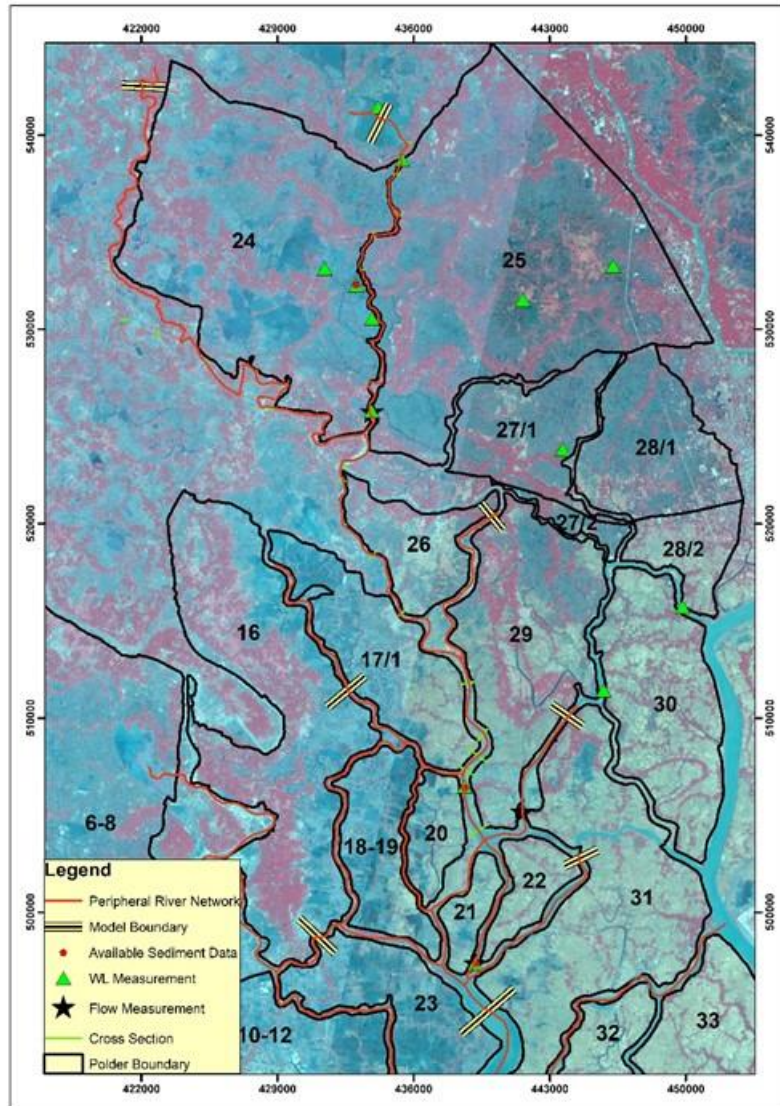 422000 429000 436000 443000 450000
540000 540000
24
25
530000 530000
27/1
28/1
520000 520000
27/2
26
28/2
16
29
17/1
30
510000 510000
6-8
18-19
20
Legend
22
31
Peripheral River Network
21
500000 500000
Model Boundary
Available Sediment Data
WL Measurement
Flow Measurement
23
32
33
Cross Section
10-12
Polder Boundary
422000 429000 436000 443000 450000